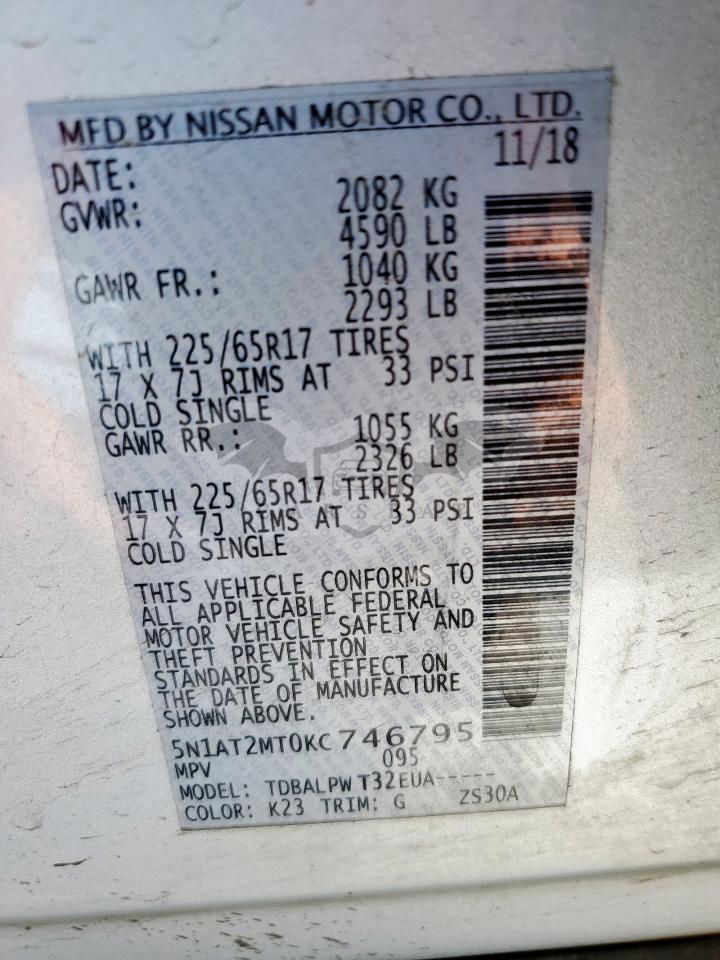 MFD BY NISSAN MOTOR CO., LTD.
DATE: 11/18
GVWR: 2082 KG
4590 LB
GAWR FR.: 1040 KG
2293 LB
WITH 225/65R17 TIRES
17 X 7J RIMS AT 33 PSI
COLD SINGLE
GAWR RR.: 1055 KG
2326 LB
WITH 225/65R17 TIRES
17 X 7J RIMS AT 33 PSI
COLD SINGLE
THIS VEHICLE CONFORMS TO
ALL APPLICABLE FEDERAL
MOTOR VEHICLE SAFETY AND
THEFT PREVENTION
STANDARDS IN EFFECT ON
THE DATE OF MANUFACTURE
SHOWN ABOVE.
5N1AT2MT0KC746795
MPV 095
MODEL: TDBALPW T32EUA-----
COLOR: K23 TRIM: G ZS30A